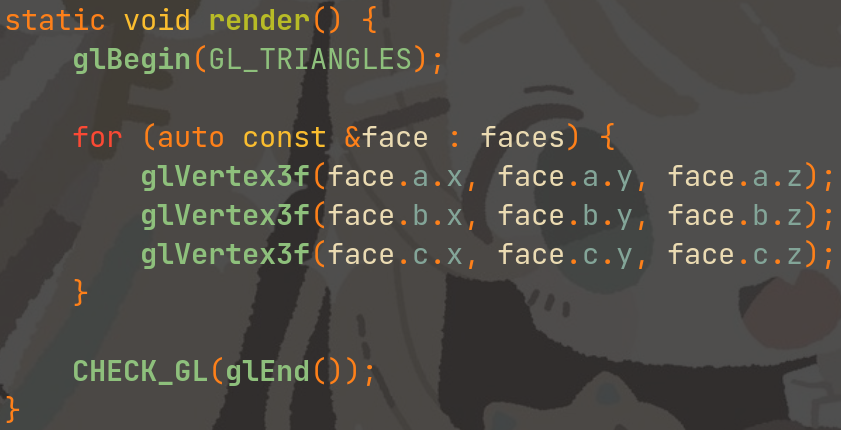 static void render() {
    glBegin(GL_TRIANGLES);
    for (auto const &face : faces) {
        glVertex3f(face.a.x, face.a.y, face.a.z);
        glVertex3f(face.b.x, face.b.y, face.b.z);
        glVertex3f(face.c.x, face.c.y, face.c.z);
    }
    CHECK_GL(glEnd());
}